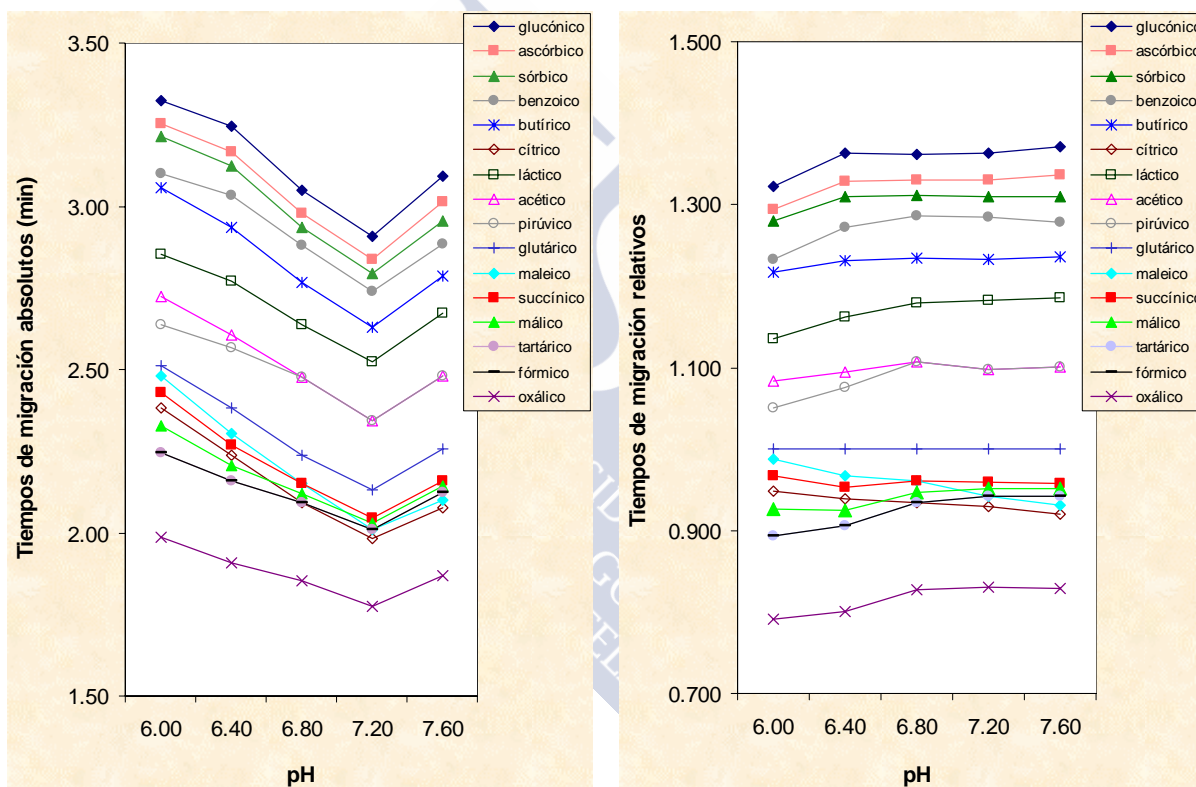 Tiempos de migración absolutos (min)
3.50
3.00
2.50
2.00
1.50
6.00 6.40 6.80 7.20 7.60
pH
glucónico
ascórbico
sórbico
benzoico
butírico
cítrico
láctico
acético
pirúvico
glutárico
maleico
succínico
málico
tartárico
fórmico
oxálico
Tiempos de migración relativos
1.500
1.300
1.100
0.900
0.700
6.00 6.40 6.80 7.20 7.60
pH
glucónico
ascórbico
sórbico
benzoico
butírico
cítrico
láctico
acético
pirúvico
glutárico
maleico
succínico
málico
tartárico
fórmico
oxálico